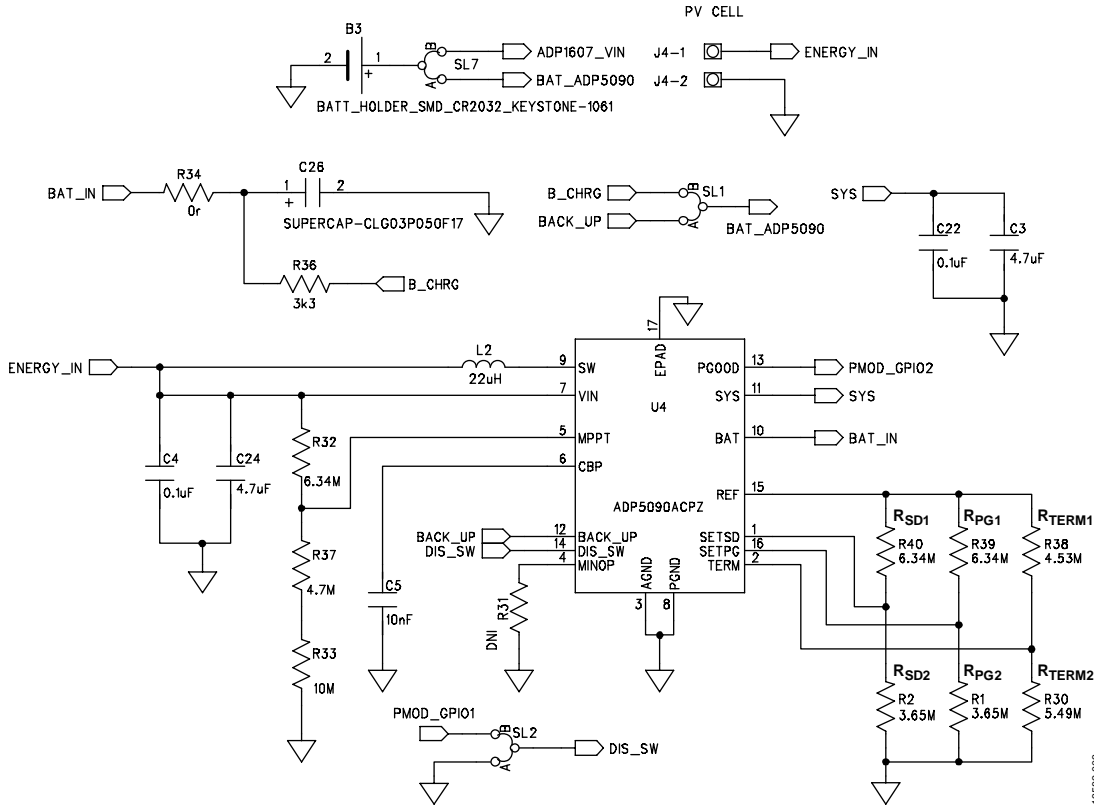 PV CELL
B3
2
1
+
B
A
SL7
ADP1607_VIN
BAT_ADP5090
J4-1
J4-2
ENERGY_IN
BATT_HOLDER_SMD_CR2032_KEYSTONE-1061
BAT_IN
R34
0r
C26
1
2
+
SUPERCAP-CLG03P050F17
R36
3k3
B_CHRG
B_CHRG
BACK_UP
B
A
SL1
BAT_ADP5090
SYS
C22
0.1uF
C3
4.7uF
ENERGY_IN
L2
22uH
17
EPAD
9
SW
7
VIN
5
MPPT
6
CBP
U4
ADP5090ACPZ
BACK_UP
12
BACK_UP
DIS_SW
14
DIS_SW
4
MINOP
AGND
PGND
3
8
PGOOD
13
PMOD_GPIO2
SYS
11
SYS
BAT
10
BAT_IN
REF
15
SETSD
1
SETPG
16
TERM
2
C4
0.1uF
C24
4.7uF
R32
6.34M
R37
4.7M
R33
10M
C5
10nF
R31
DNI
RSD1
R40
6.34M
RPG1
R39
6.34M
RTERM1
R38
4.53M
RSD2
R2
3.65M
RPG2
R1
3.65M
RTERM2
R30
5.49M
PMOD_GPIO1
B
A
SL2
DIS_SW